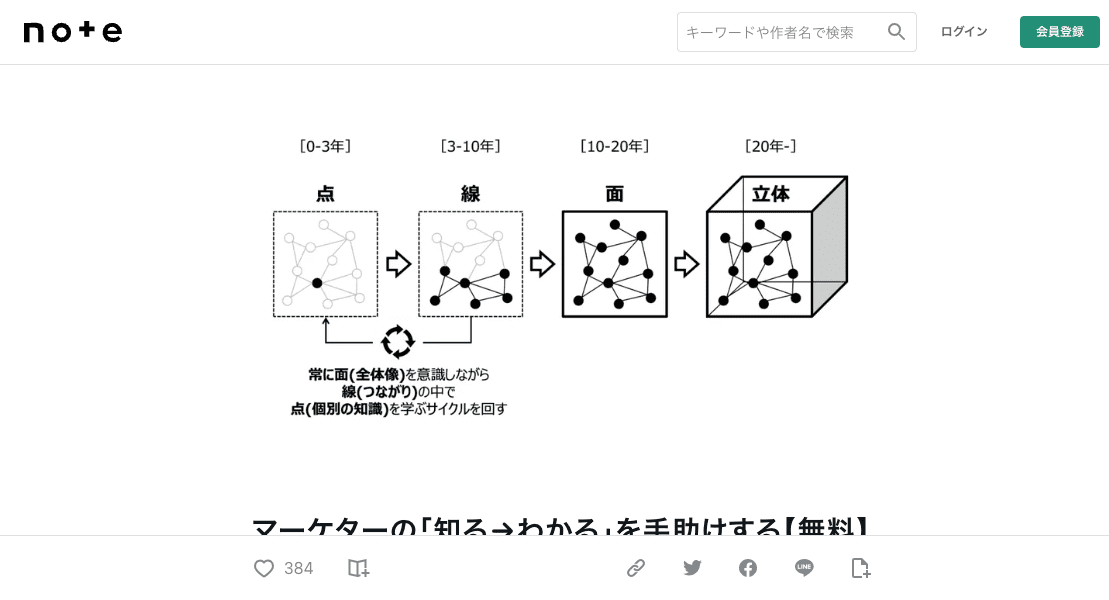 note
キーワードや作者名で検索
ログイン
会員登録
[0-3年]
[3-10年]
[10-20年]
[20年-]
点
線
面
立体
常に面(全体像)を意識しながら
線(つながり)の中で
点(個別の知識)を学ぶサイクルを回す
マーケターの「知る→わかる」を手助けする【無料】
384
LINE